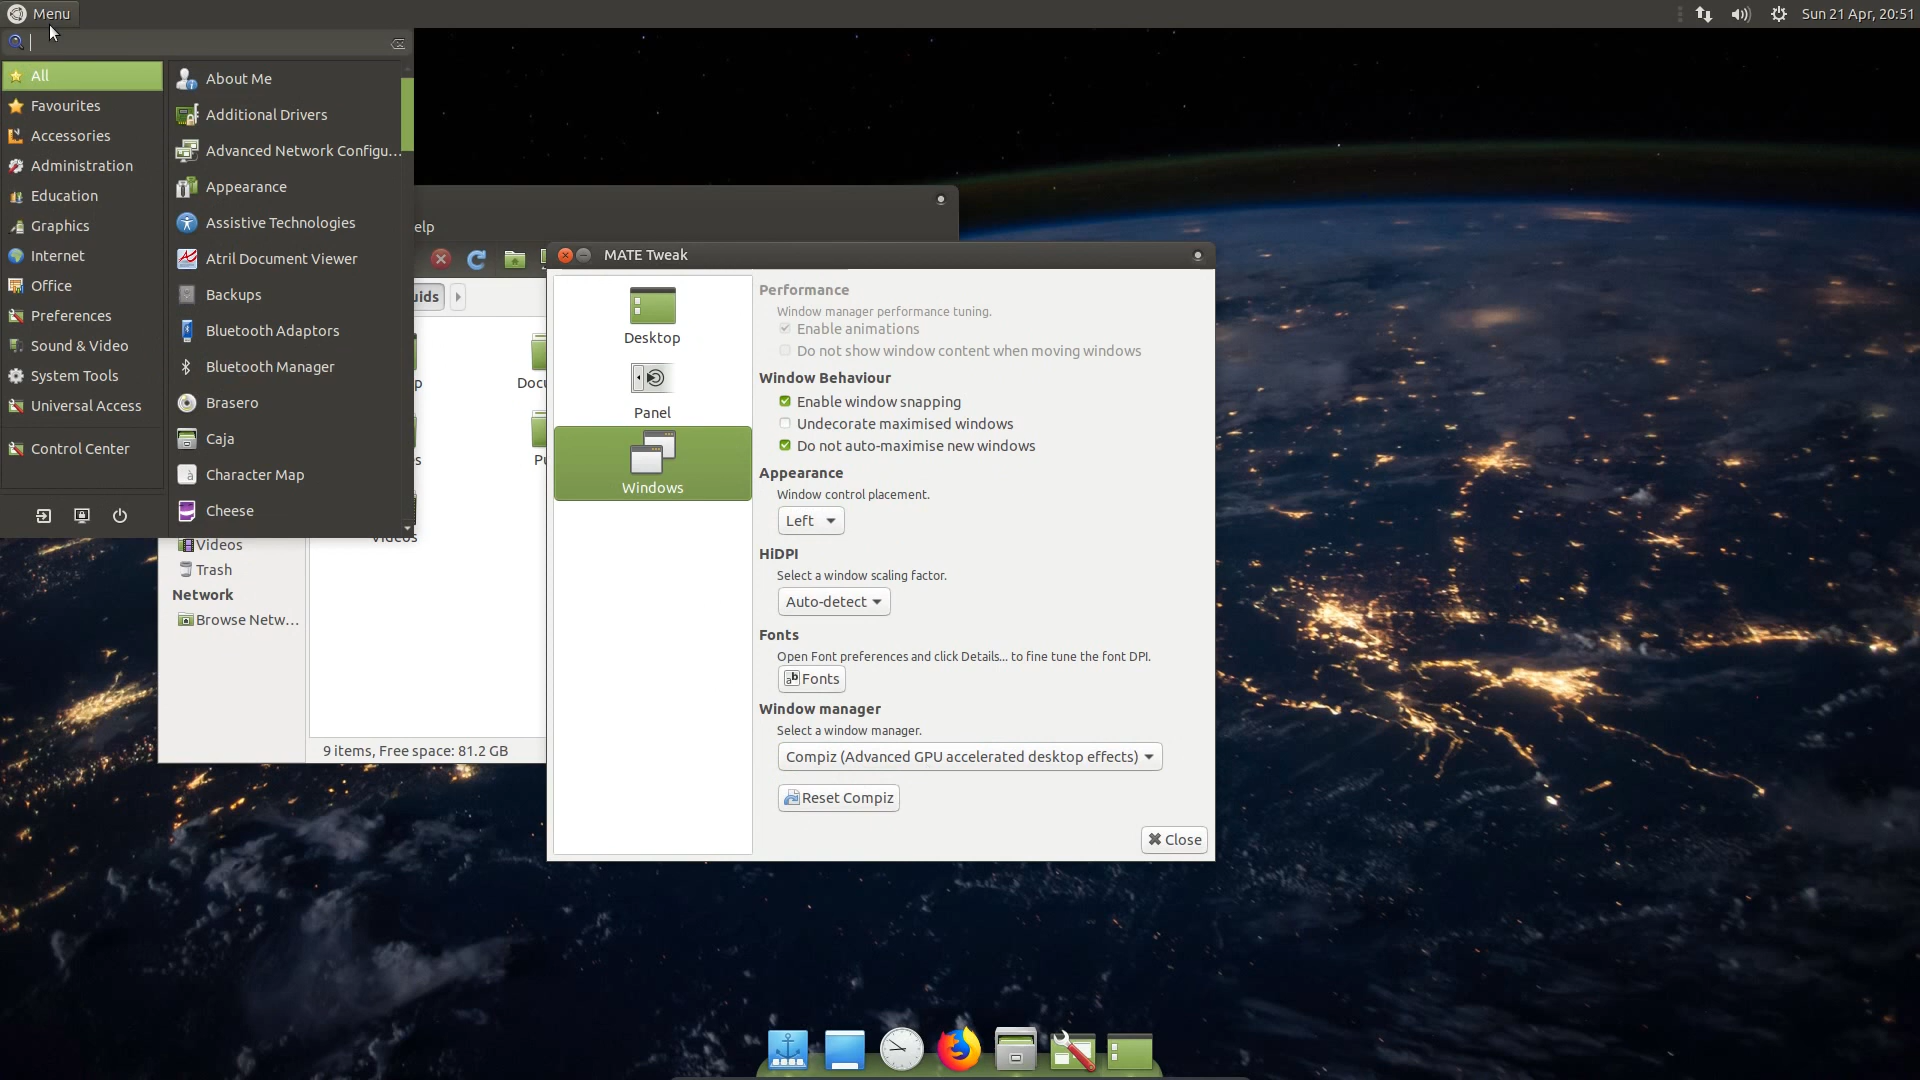 Menu
Sun 21 Apr, 20:51
All
Favourites
Accessories
Administration
Education
Graphics
Internet
Office
Preferences
Sound & Video
System Tools
Universal Access
Control Center
About Me
Additional Drivers
Advanced Network Configu...
Appearance
Assistive Technologies
Atril Document Viewer
Backups
Bluetooth Adaptors
Bluetooth Manager
Brasero
Caja
Character Map
Cheese
elp
uids
p
Docu
s
Pu
Videos
Videos
Trash
Network
Browse Netw...
9 items, Free space: 81.2 GB
MATE Tweak
Desktop
Panel
Windows
Performance
Window manager performance tuning.
Enable animations
Do not show window content when moving windows
Window Behaviour
Enable window snapping
Undecorate maximised windows
Do not auto-maximise new windows
Appearance
Window control placement.
Left
HiDPI
Select a window scaling factor.
Auto-detect
Fonts
Open Font preferences and click Details... to fine tune the font DPI.
Fonts
Window manager
Select a window manager.
Compiz (Advanced GPU accelerated desktop effects)
Reset Compiz
Close